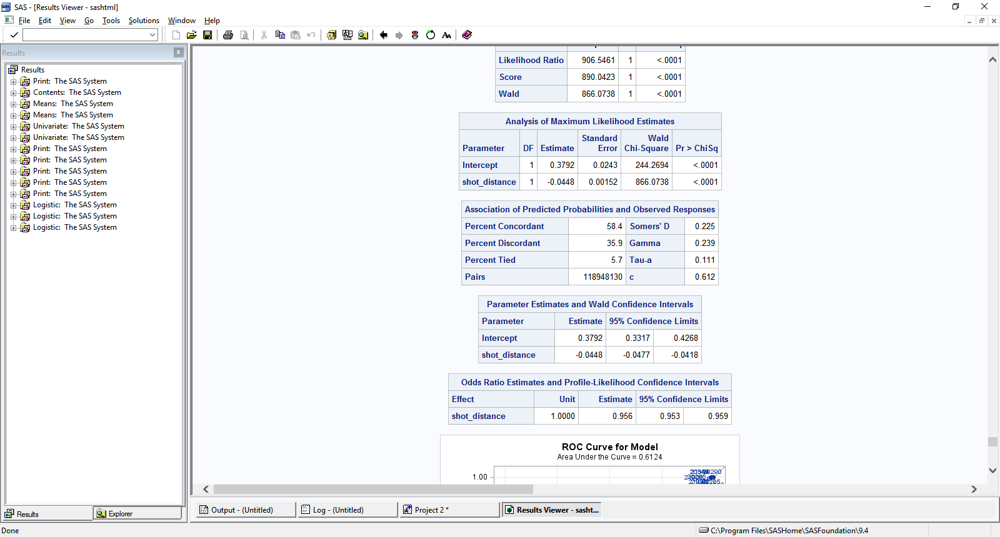 SAS - [Results Viewer - sashtml]
File Edit View Go Tools Solutions Window Help
Results
Results
Print: The SAS System
Contents: The SAS System
Means: The SAS System
Means: The SAS System
Univariate: The SAS System
Univariate: The SAS System
Print: The SAS System
Print: The SAS System
Print: The SAS System
Print: The SAS System
Print: The SAS System
Logistic: The SAS System
Logistic: The SAS System
Logistic: The SAS System
Results Explorer
Likelihood Ratio 906.5461 1 <.0001
Score 890.0423 1 <.0001
Wald 866.0738 1 <.0001
Analysis of Maximum Likelihood Estimates
Parameter DF Estimate Standard Error Wald Chi-Square Pr > ChiSq
Intercept 1 0.3792 0.0243 244.2694 <.0001
shot_distance 1 -0.0448 0.00152 866.0738 <.0001
Association of Predicted Probabilities and Observed Responses
Percent Concordant 58.4 Somers' D 0.225
Percent Discordant 35.9 Gamma 0.239
Percent Tied 5.7 Tau-a 0.111
Pairs 118948130 c 0.612
Parameter Estimates and Wald Confidence Intervals
Parameter Estimate 95% Confidence Limits
Intercept 0.3792 0.3317 0.4268
shot_distance -0.0448 -0.0477 -0.0418
Odds Ratio Estimates and Profile-Likelihood Confidence Intervals
Effect Unit Estimate 95% Confidence Limits
shot_distance 1.0000 0.956 0.953 0.959
ROC Curve for Model
Area Under the Curve = 0.6124
1.00
Output - (Untitled) Log - (Untitled) Project 2 * Results Viewer - sasht...
Done C:\Program Files\SASHome\SASFoundation\9.4